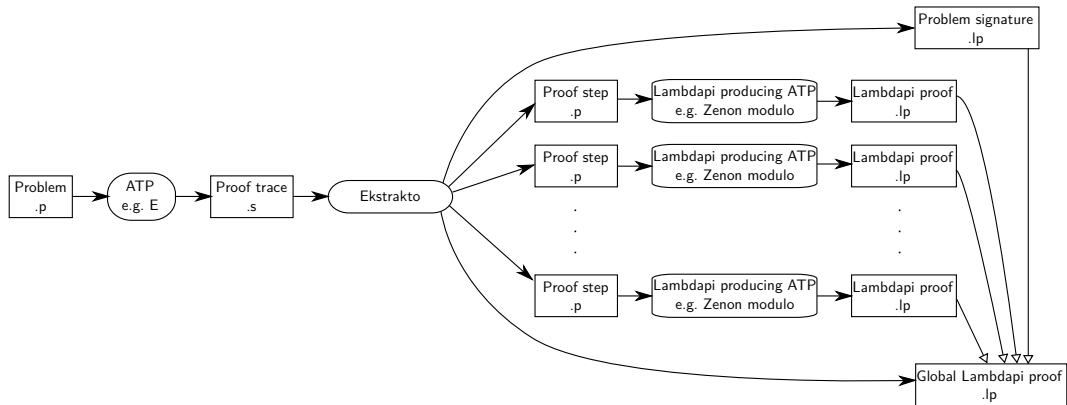 Problem signature
.lp
Proof step
.p
Lambdapi producing ATP
e.g. Zenon modulo
Lambdapi proof
.lp
Proof step
.p
Lambdapi producing ATP
e.g. Zenon modulo
Lambdapi proof
.lp
Problem
.p
ATP
e.g. E
Proof trace
.s
Ekstrakto
.
.
.
.
.
.
Proof step
.p
Lambdapi producing ATP
e.g. Zenon modulo
Lambdapi proof
.lp
Global Lambdapi proof
.lp